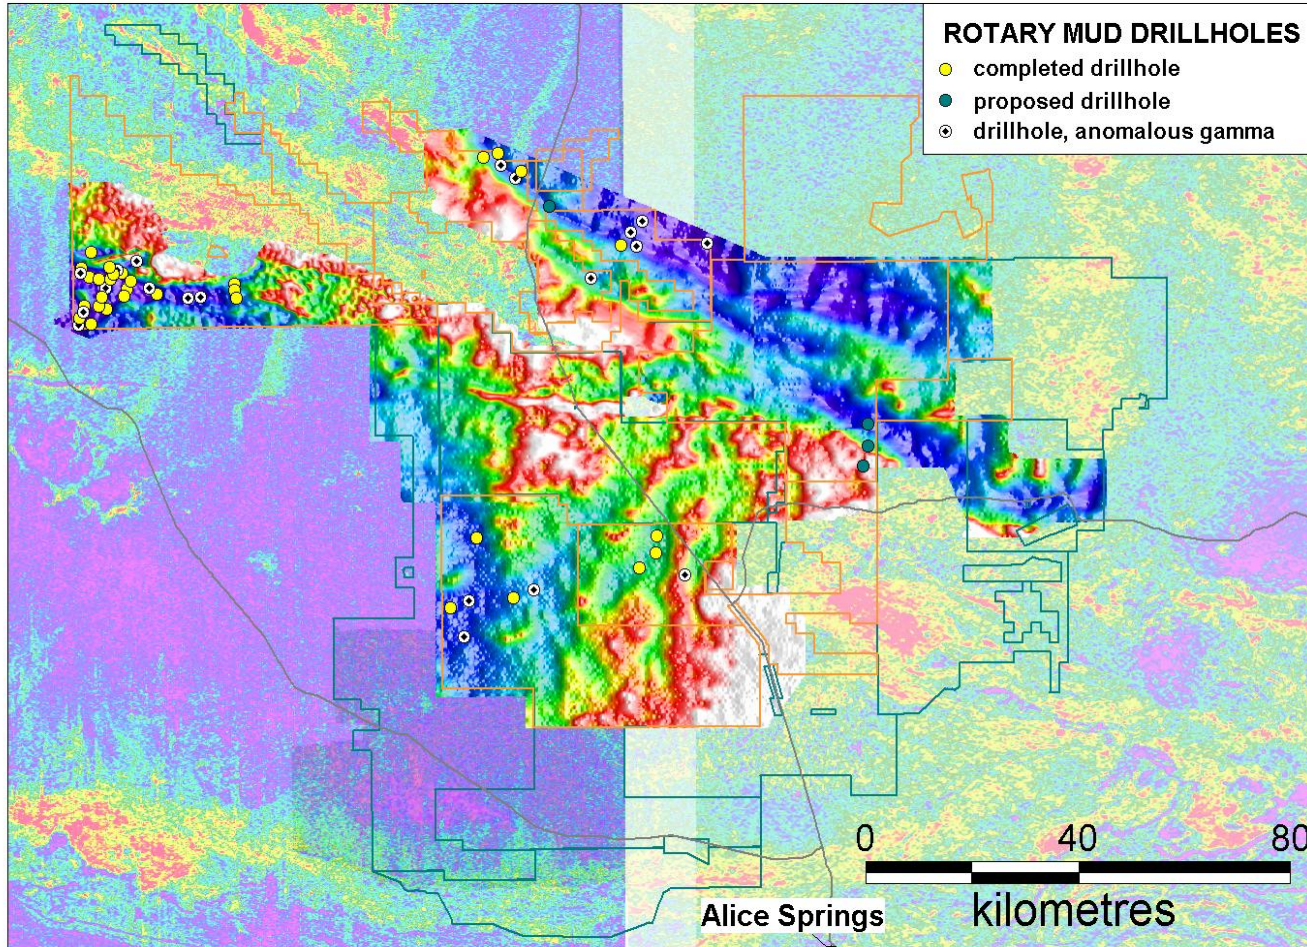 ROTARY MUD DRILLHOLES
completed drillhole
proposed drillhole
drillhole, anomalous gamma
0 40 80
kilometres
Alice Springs